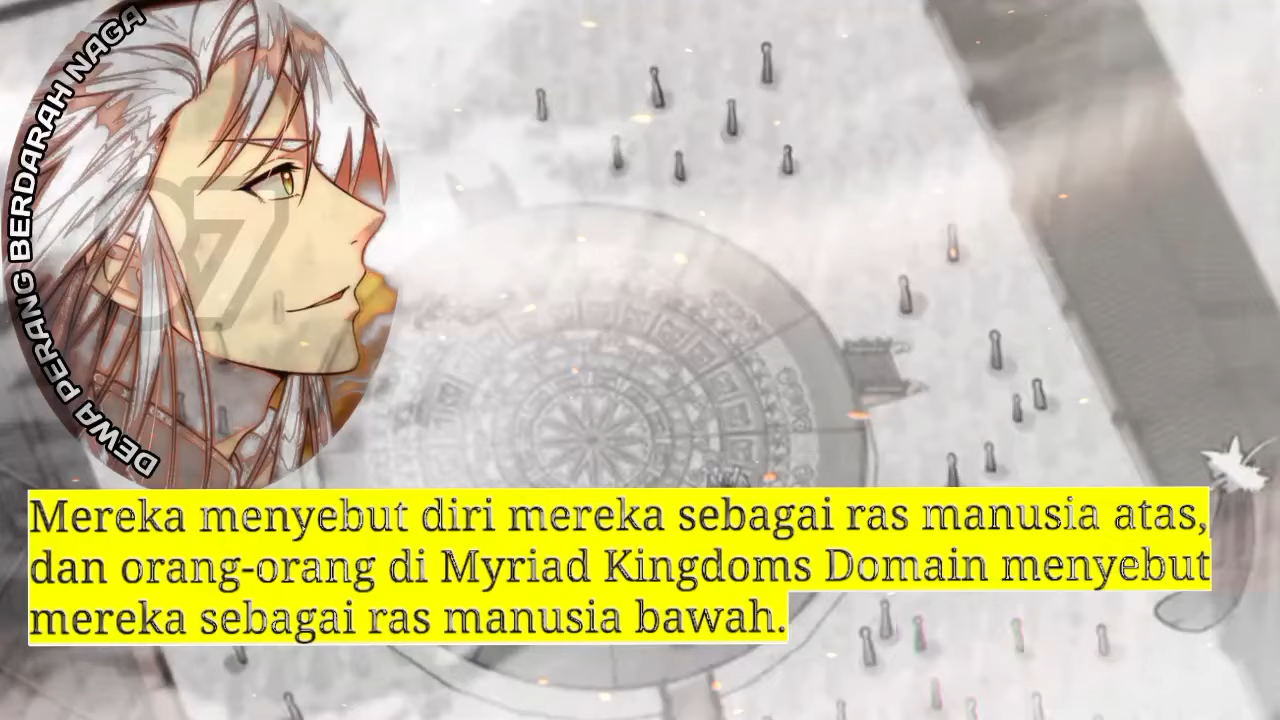 DEWA PERANG BERDARAH NAGA
Mereka menyebut diri mereka sebagai ras manusia atas,
dan orang-orang di Myriad Kingdoms Domain menyebut
mereka sebagai ras manusia bawah.